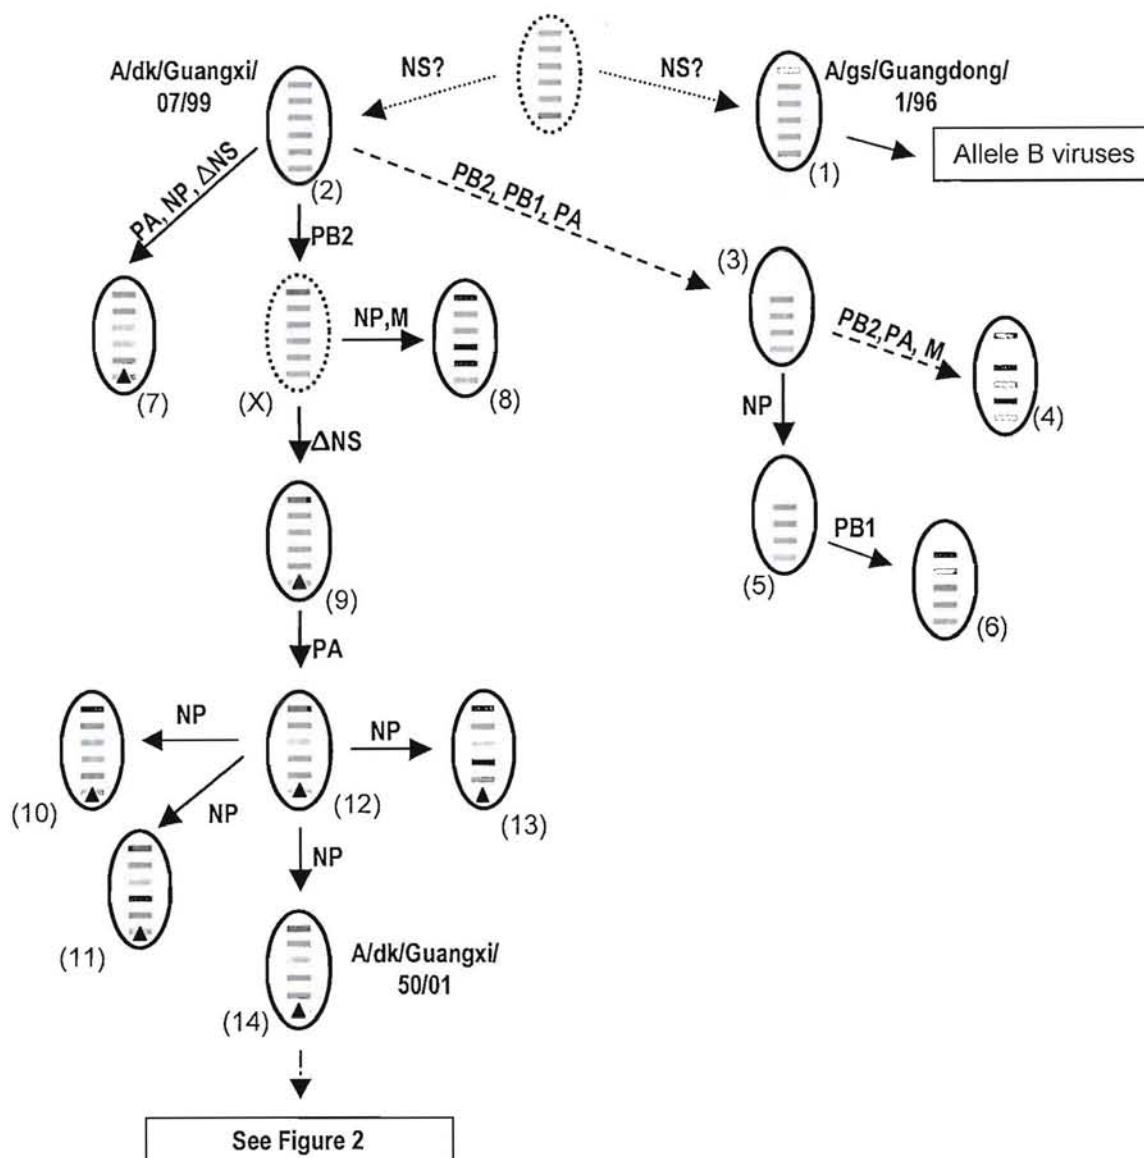 A/dk/Guangxi/
07/99
NS?
NS?
A/gs/Guangdong/
1/96
(2)
(1)
Allele B viruses
PA, NP, ΔNS
PB2
PB2, PB1, PA
(3)
(7)
(X)
NP,M
(8)
PB2,PA, M
(4)
NP
ΔNS
(9)
(5)
PB1
(6)
PA
NP
NP
(10)
(12)
(13)
NP
NP
(11)
A/dk/Guangxi/
50/01
(14)
See Figure 2